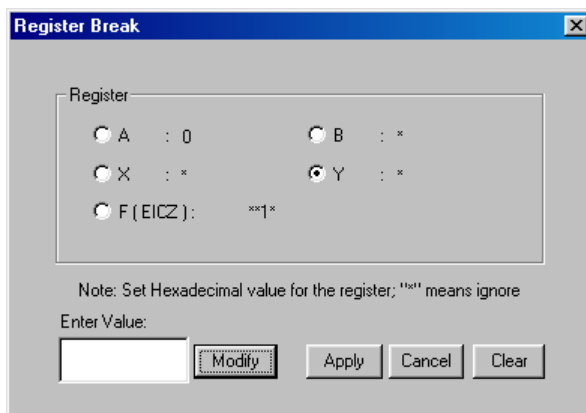 Register Break
Register
A : 0 B : *
X : * Y : *
F ( EICZ ) : **1*
Note: Set Hexadecimal value for the register; "*" means ignore
Enter Value:
Modify Apply Cancel Clear